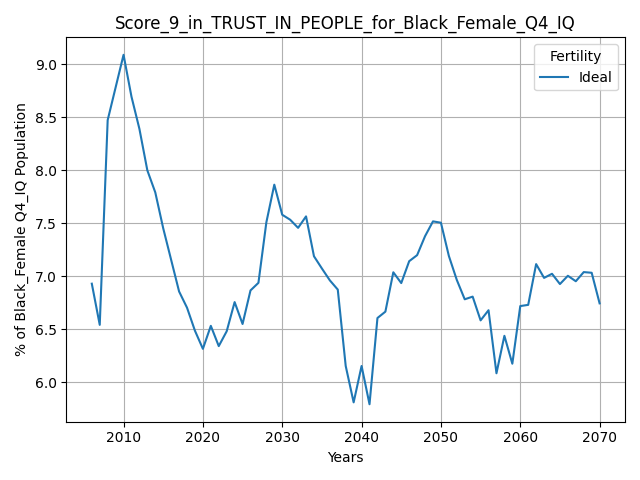 Score_9_in_TRUST_IN_PEOPLE_for_Black_Female_Q4_IQ
Fertility
Ideal
% of Black_Female Q4_IQ Population
9.0
8.5
8.0
7.5
7.0
6.5
6.0
2010 2020 2030 2040 2050 2060 2070
Years